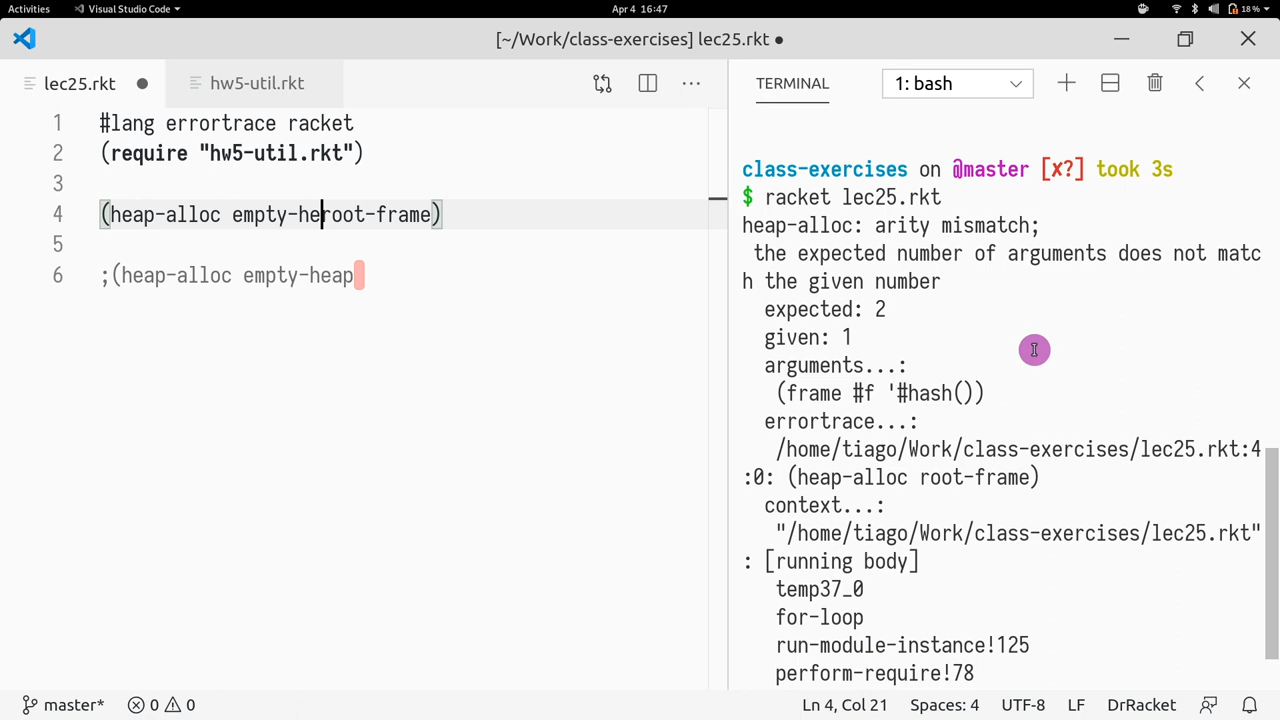 Activities Visual Studio Code Apr 4 16:47 18%
[~/Work/class-exercises] lec25.rkt ●
lec25.rkt ● hw5-util.rkt ...
1 #lang errortrace racket
2 (require "hw5-util.rkt")
3
4 (heap-alloc empty-heroot-frame)
5
6 ;(heap-alloc empty-heap
TERMINAL 1: bash
class-exercises on @master [✗?] took 3s
$ racket lec25.rkt
heap-alloc: arity mismatch;
the expected number of arguments does not matc
h the given number
expected: 2
given: 1
arguments...:
(frame #f '#hash())
errortrace...:
/home/tiago/Work/class-exercises/lec25.rkt:4
:0: (heap-alloc root-frame)
context...:
"/home/tiago/Work/class-exercises/lec25.rkt"
: [running body]
temp37_0
for-loop
run-module-instance!125
perform-require!78
master* 0 0 Ln 4, Col 21 Spaces: 4 UTF-8 LF DrRacket